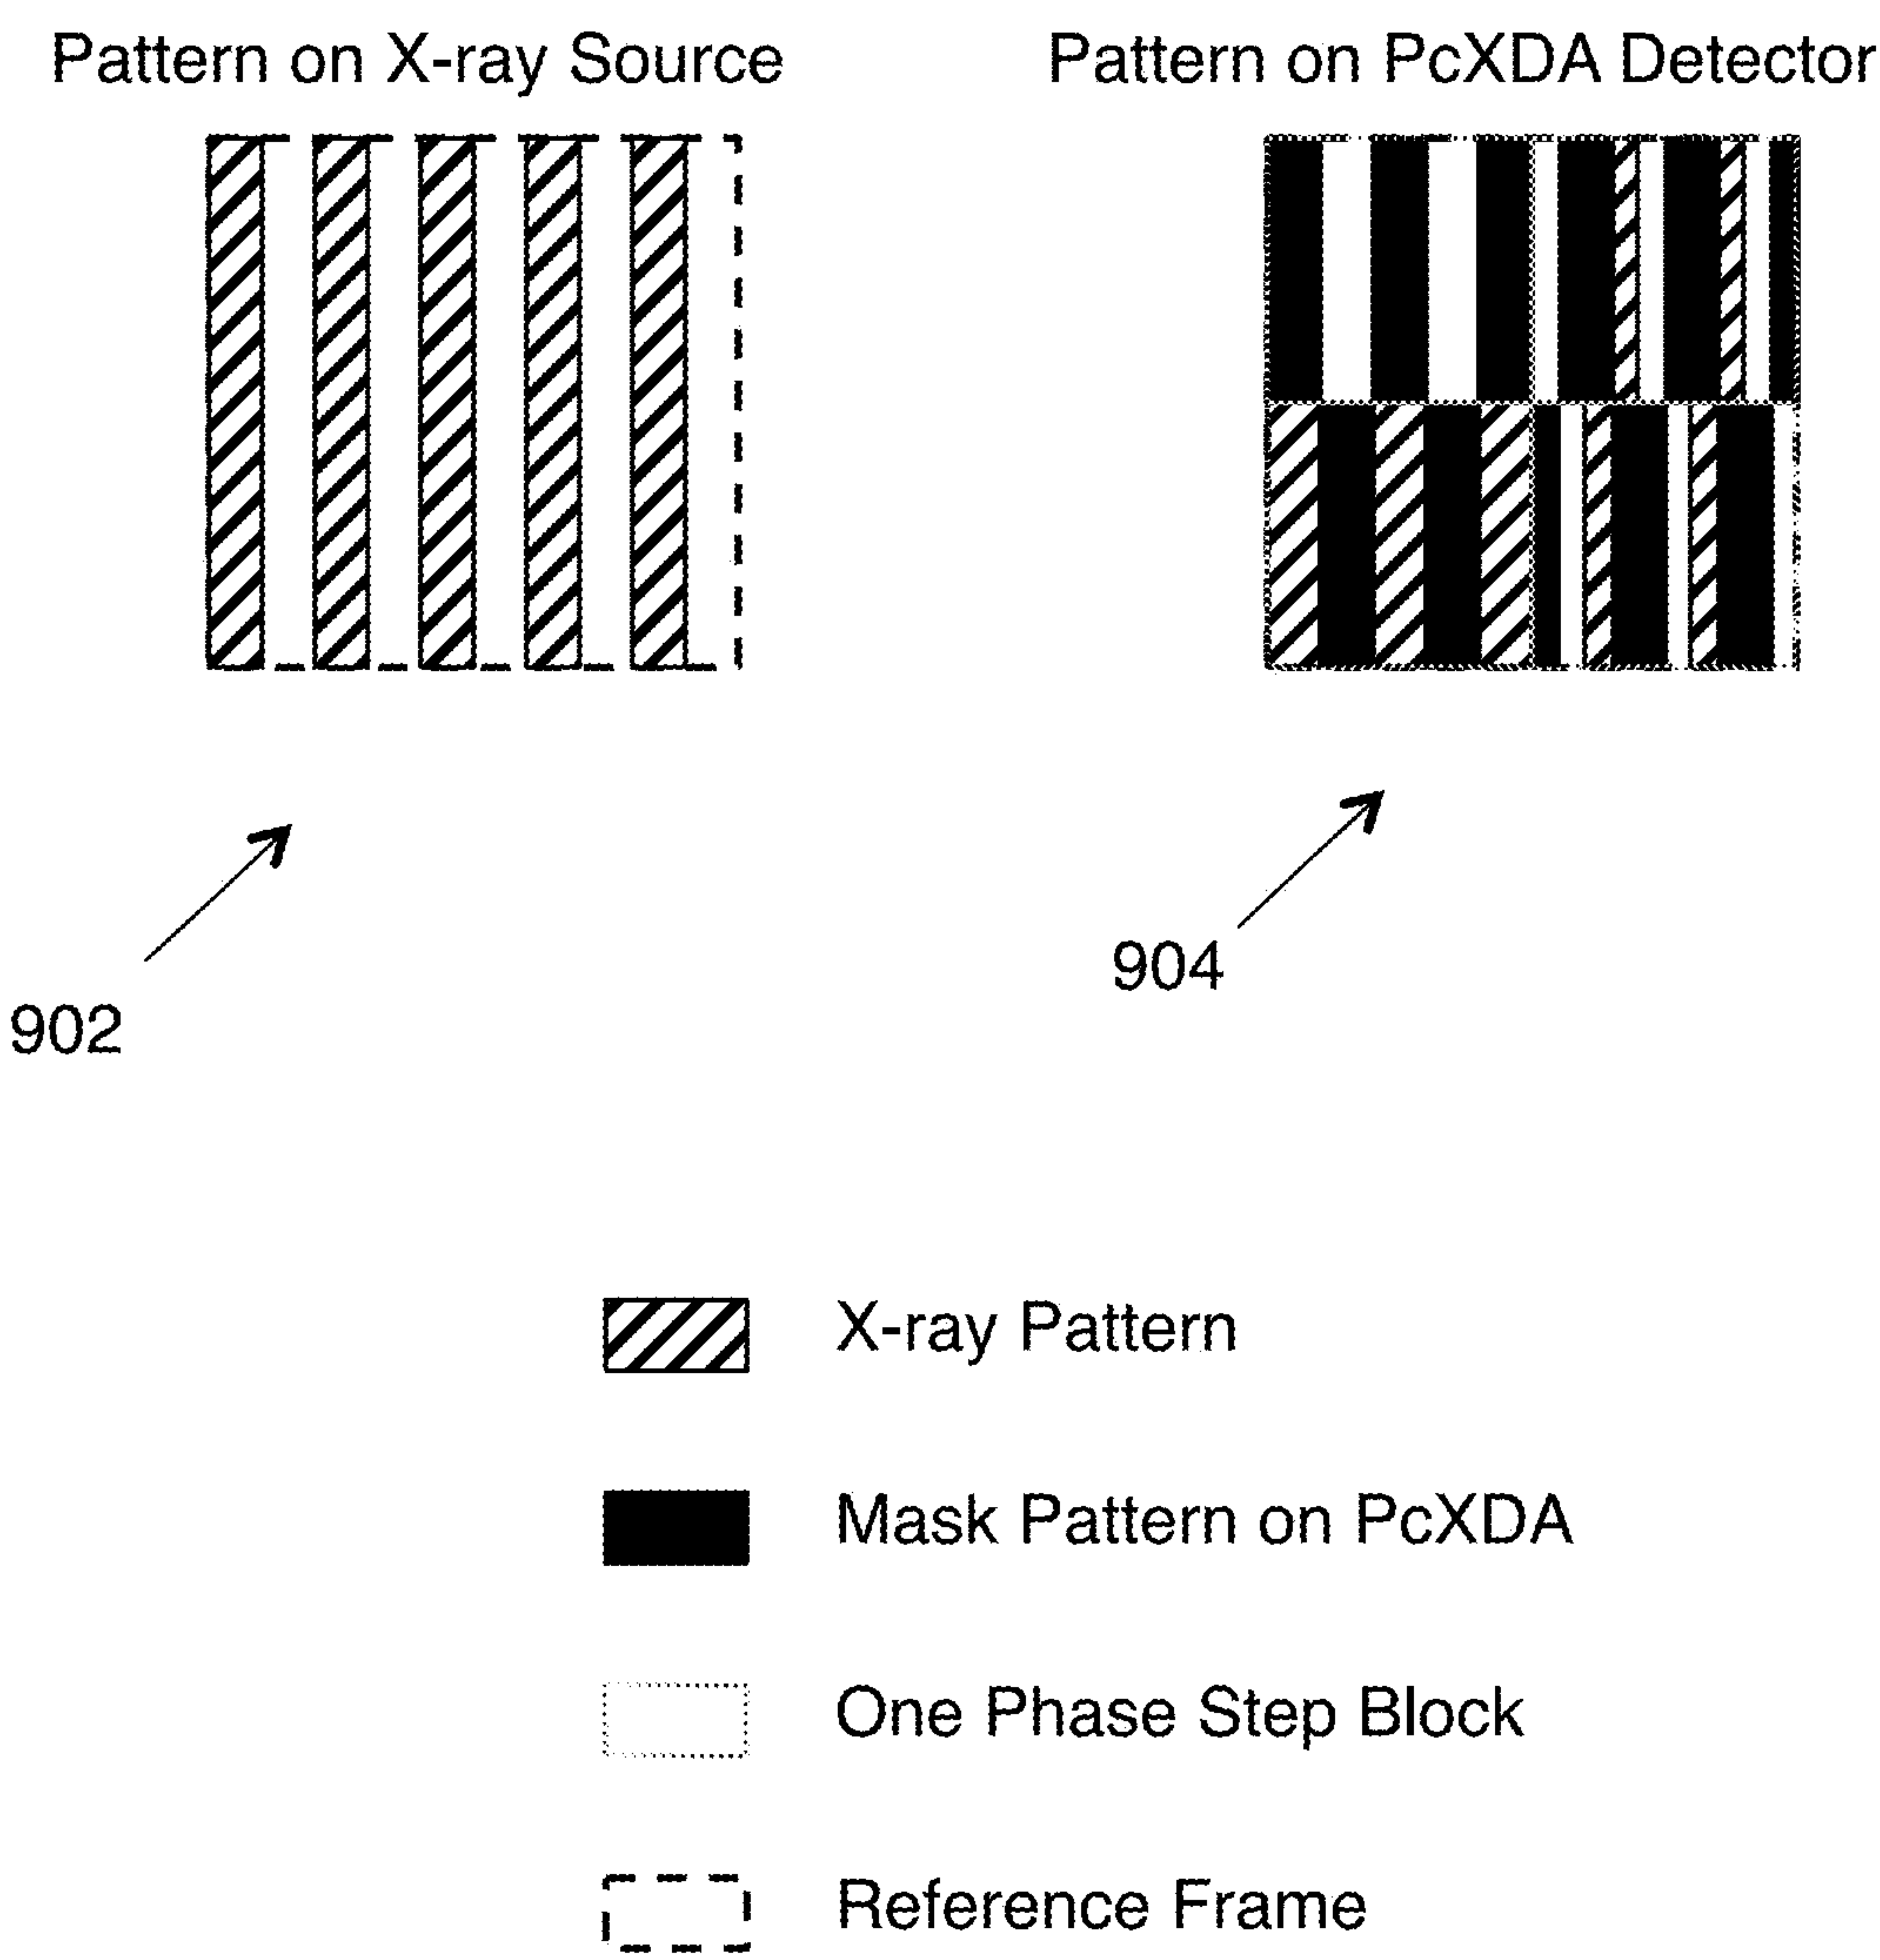 Pattern on X-ray Source
Pattern on PcXDA Detector
904
902
X-ray Pattern
Mask Pattern on PcXDA
One Phase Step Block
Reference Frame